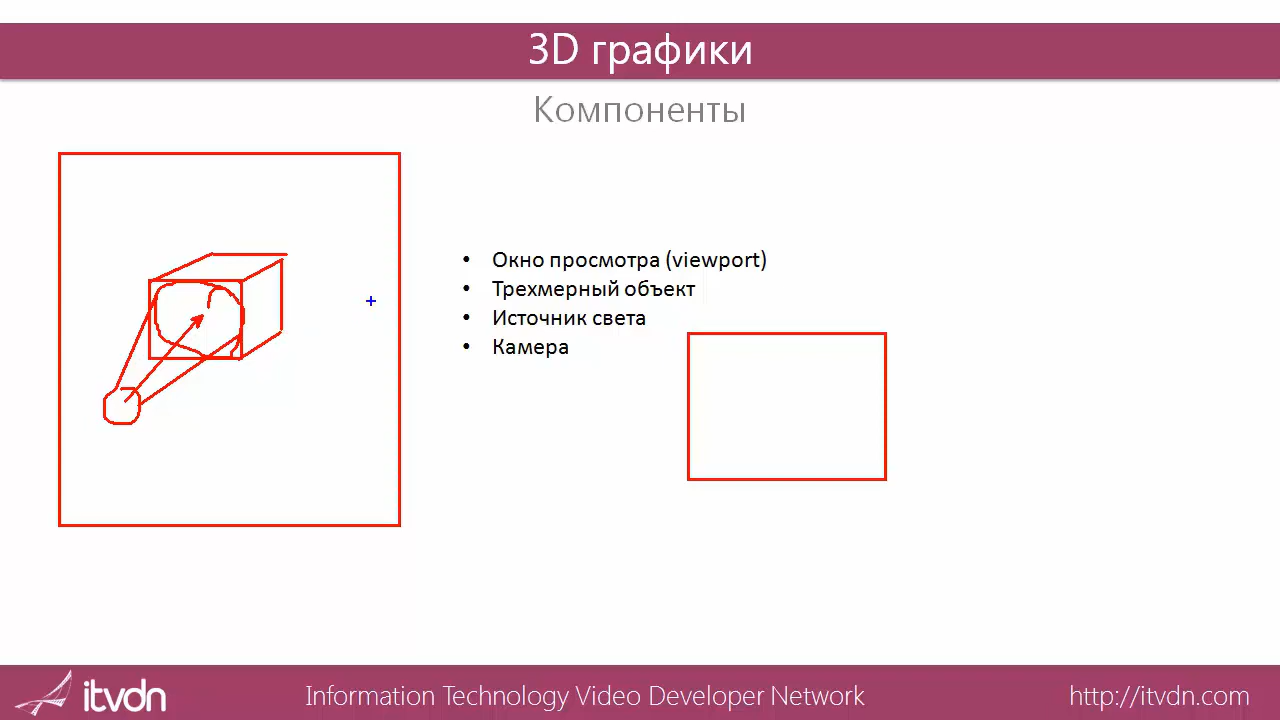 3D графики
Компоненты
• Окно просмотра (viewport)
• Трехмерный объект
• Источник света
• Камера
itvdn
Information Technology Video Developer Network
http://itvdn.com